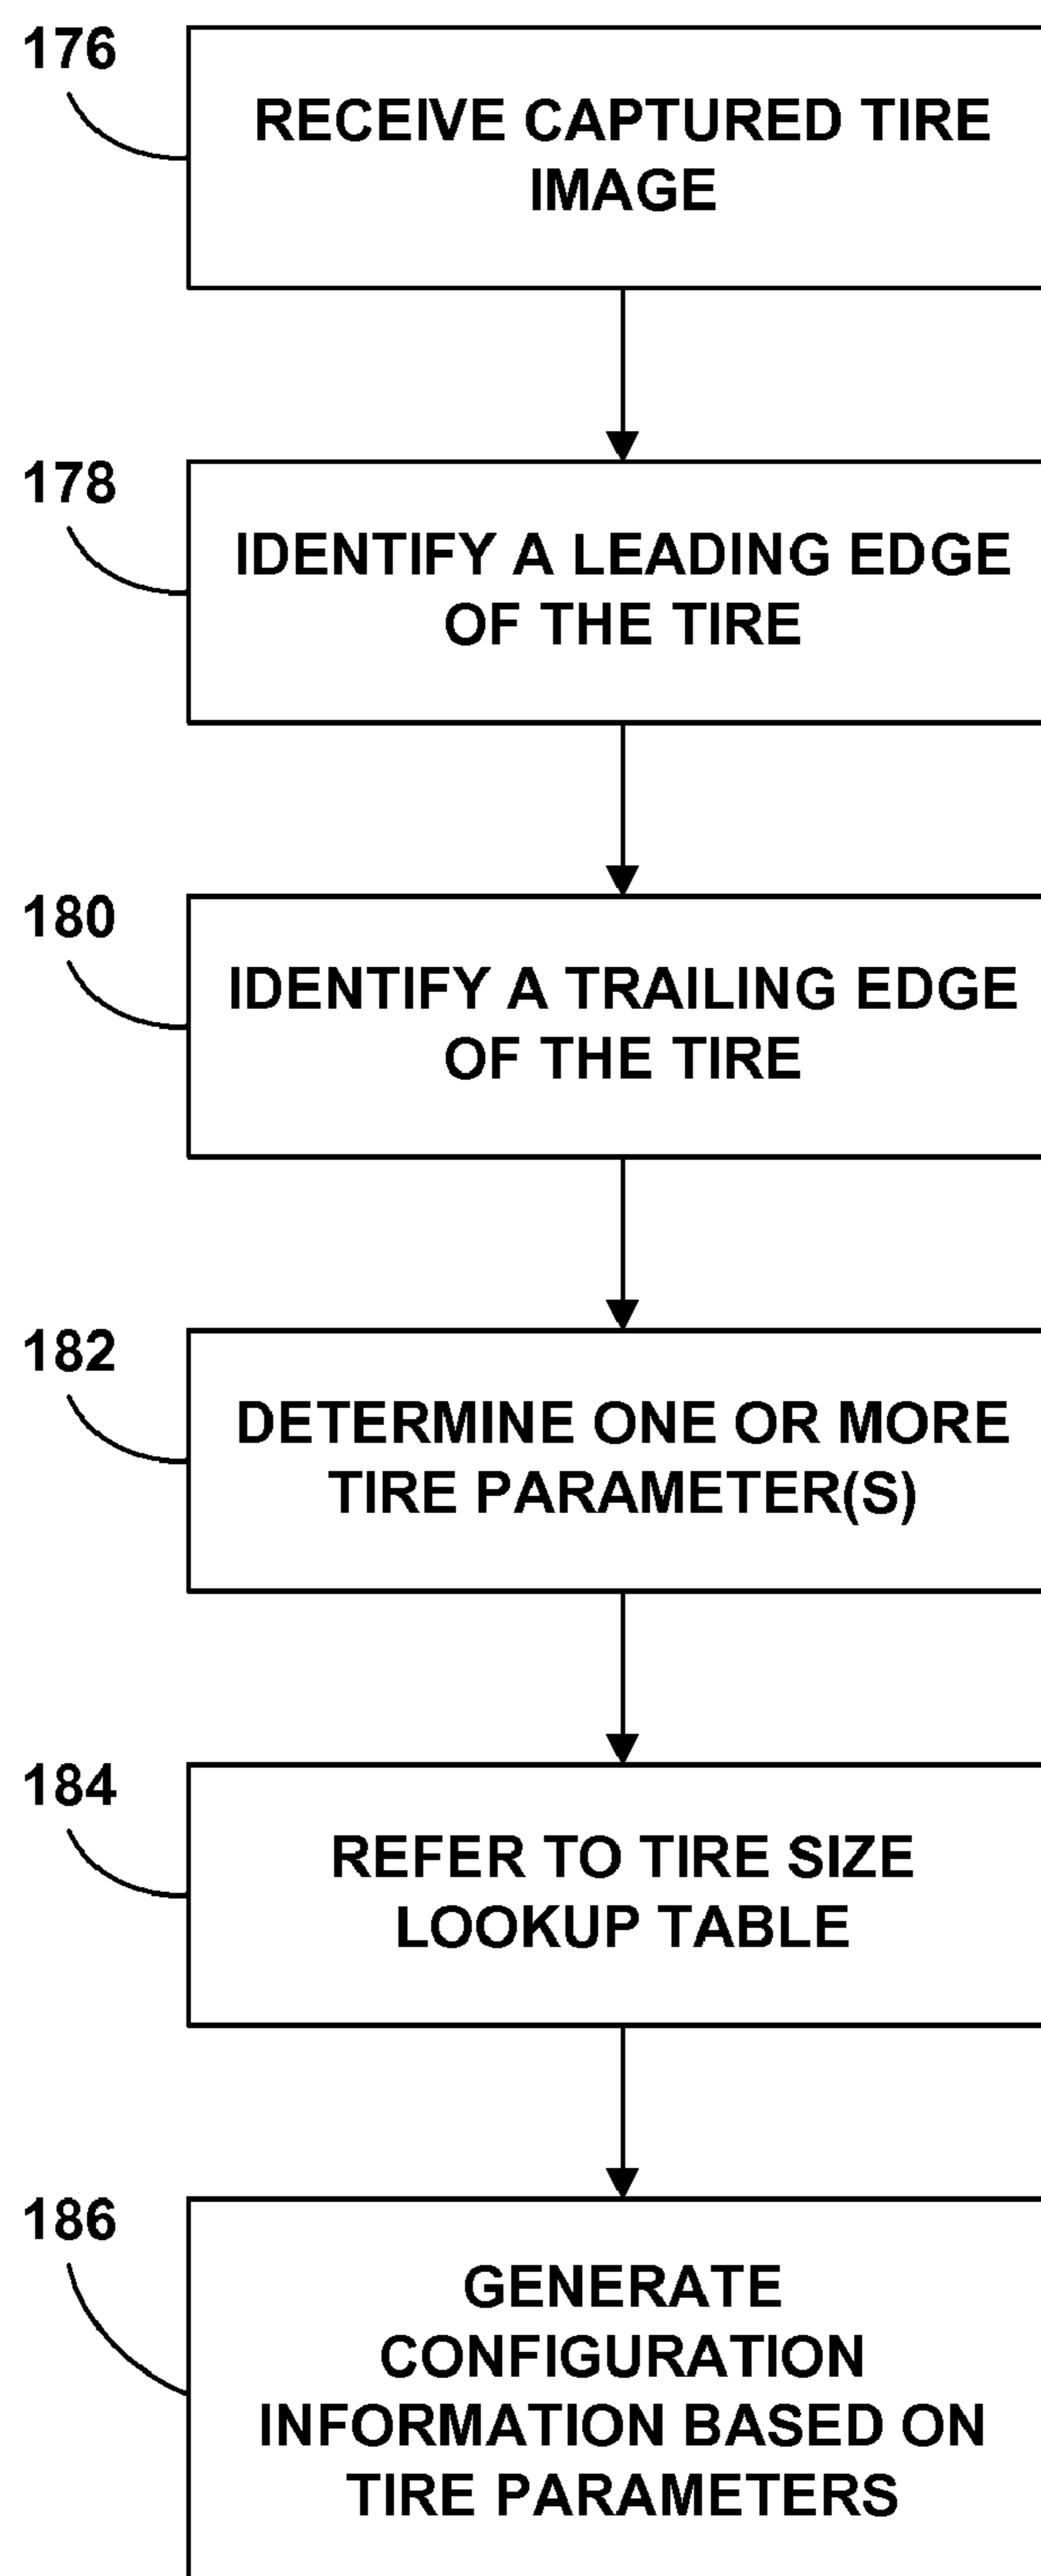 176
RECEIVE CAPTURED TIRE
IMAGE
178
IDENTIFY A LEADING EDGE
OF THE TIRE
180
IDENTIFY A TRAILING EDGE
OF THE TIRE
182
DETERMINE ONE OR MORE
TIRE PARAMETER(S)
184
REFER TO TIRE SIZE
LOOKUP TABLE
186
GENERATE
CONFIGURATION
INFORMATION BASED ON
TIRE PARAMETERS